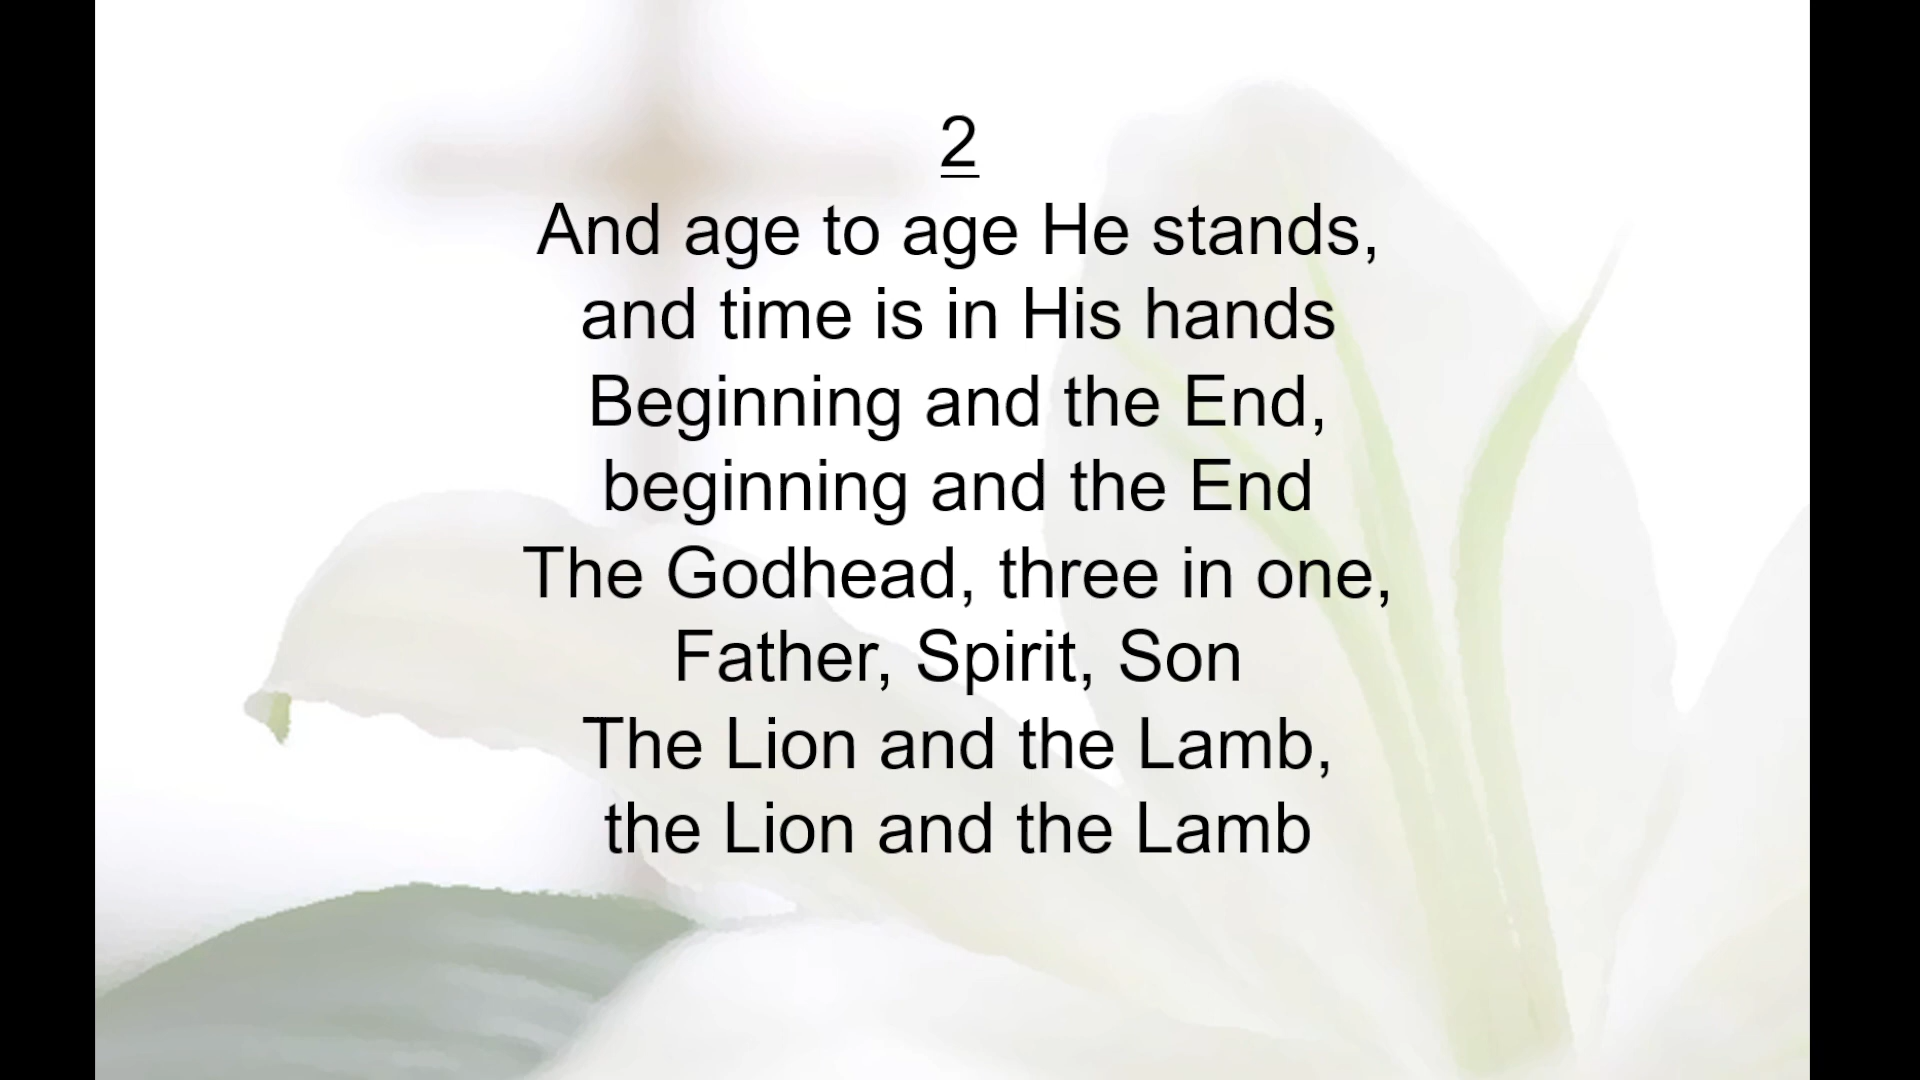 2
And age to age He stands,
and time is in His hands
Beginning and the End,
beginning and the End
The Godhead, three in one,
Father, Spirit, Son
The Lion and the Lamb,
the Lion and the Lamb